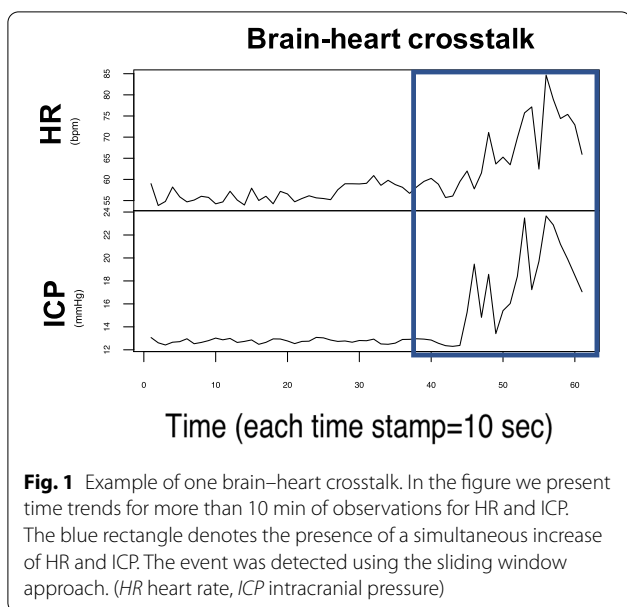 Brain-heart crosstalk
HR
(bpm)
85
80
75
70
65
60
55
ICP
(mmHg)
24
22
20
18
16
14
12
0 10 20 30 40 50 60
Time (each time stamp=10 sec)
Fig. 1 Example of one brain–heart crosstalk. In the figure we present
time trends for more than 10 min of observations for HR and ICP.
The blue rectangle denotes the presence of a simultaneous increase
of HR and ICP. The event was detected using the sliding window
approach. (HR heart rate, ICP intracranial pressure)